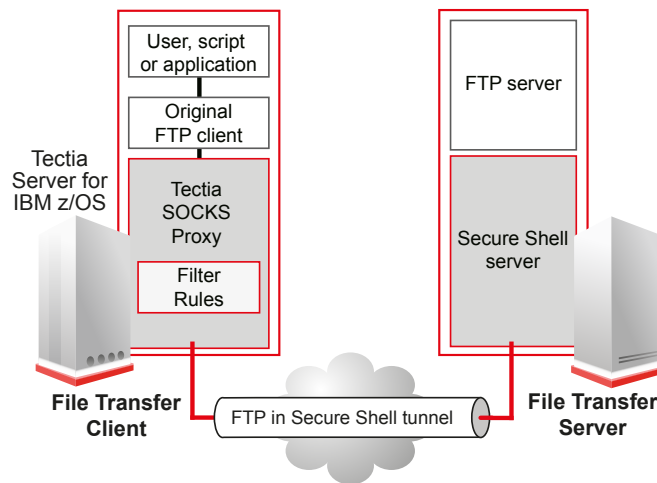 User, script
or application
Original
FTP client
Tectia
Server for
IBM z/OS
Tectia
SOCKS
Proxy
Filter
Rules
File Transfer
Client
FTP in Secure Shell tunnel
FTP server
Secure Shell
server
File Transfer
Server